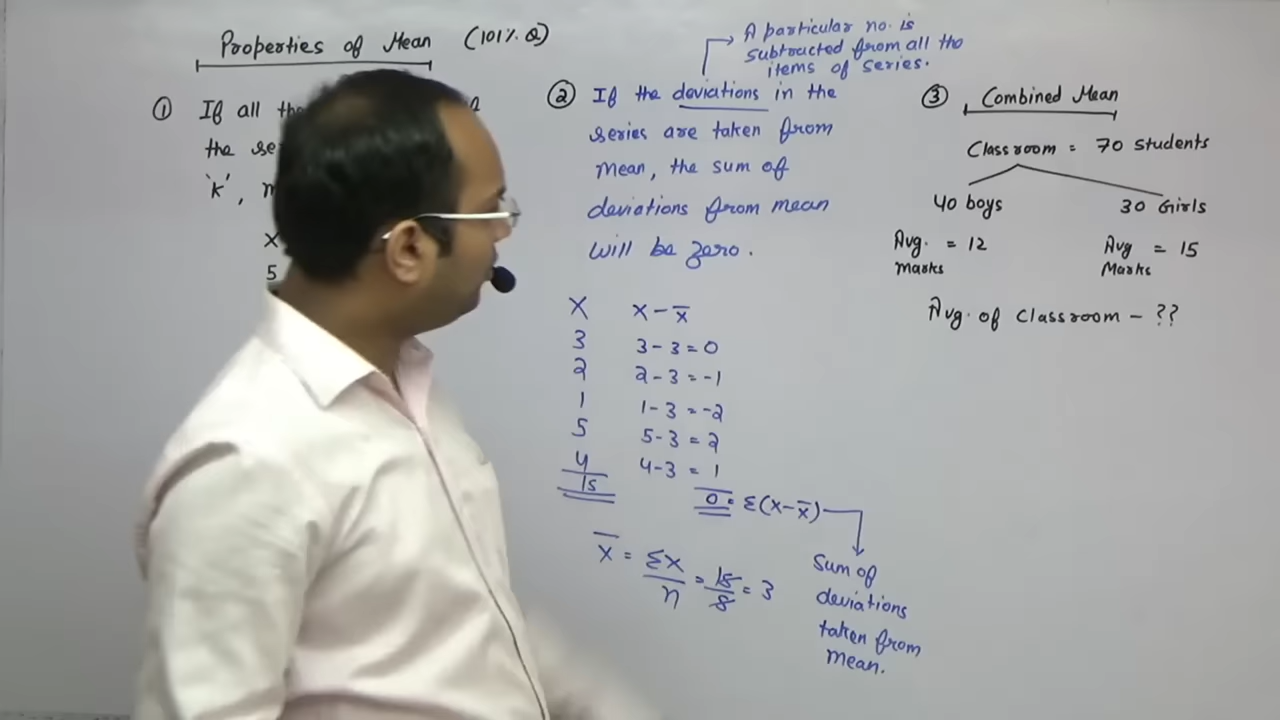 Properties of Mean (101% Q)
① If all the
the se
'k', m
X
5
A particular no. is
subtracted from all the
items of series.
② If the deviations in the
series are taken from
mean, the sum of
deviations from mean
will be zero.
X X - X̄
3 3 - 3 = 0
2 2 - 3 = -1
1 1 - 3 = -2
5 5 - 3 = 2
4 4 - 3 = 1
15 0 = Σ(X - X̄)
X̄ = ΣX/n = 15/5 = 3
Sum of
deviations
taken from
Mean.
③ Combined Mean
Classroom = 70 Students
40 boys 30 Girls
Avg. Marks = 12 Avg Marks = 15
Avg. of Classroom - ??